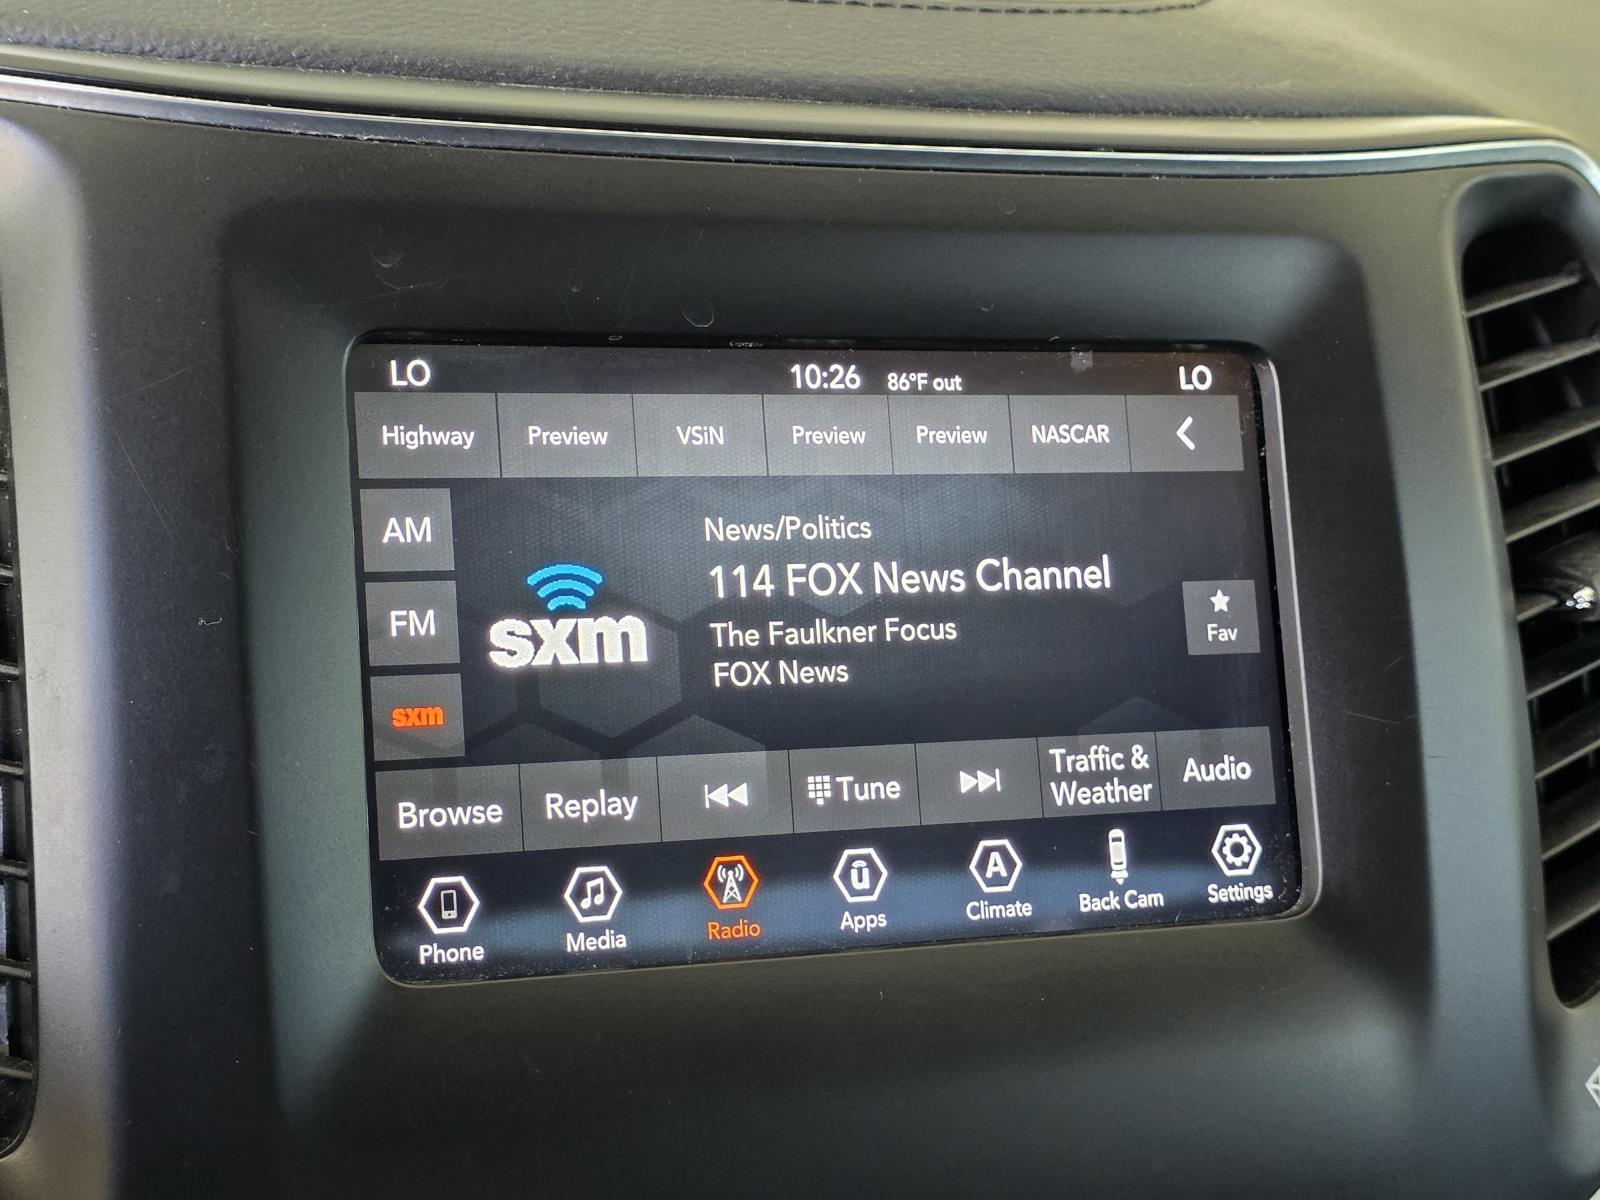 LO 10:26 86°F out LO
Highway Preview VSiN Preview Preview NASCAR
AM
FM
sxm
sxm
News/Politics
114 FOX News Channel
The Faulkner Focus
FOX News
Fav
Browse Replay Tune Traffic & Weather Audio
Phone Media Radio Apps Climate Back Cam Settings
A
ū